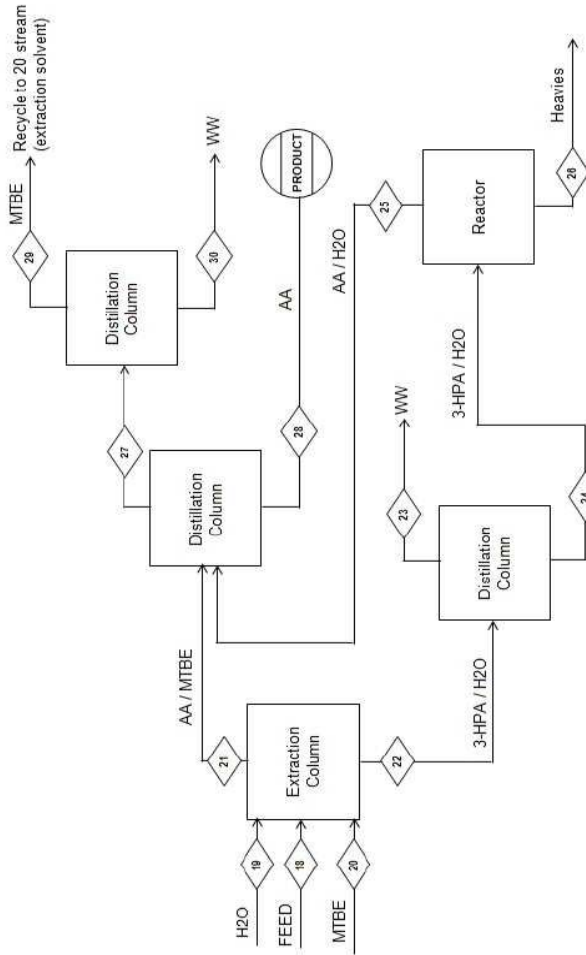 H2O
19
FEED
18
MTBE
20
Extraction
Column
21
AA / MTBE
22
3-HPA / H2O
Distillation
Column
23
WW
24
3-HPA / H2O
Reactor
25
AA / H2O
26
Heavies
Distillation
Column
27
28
AA
PRODUCT
Distillation
Column
29
MTBE
Recycle to 20 stream
(extraction solvent)
30
WW